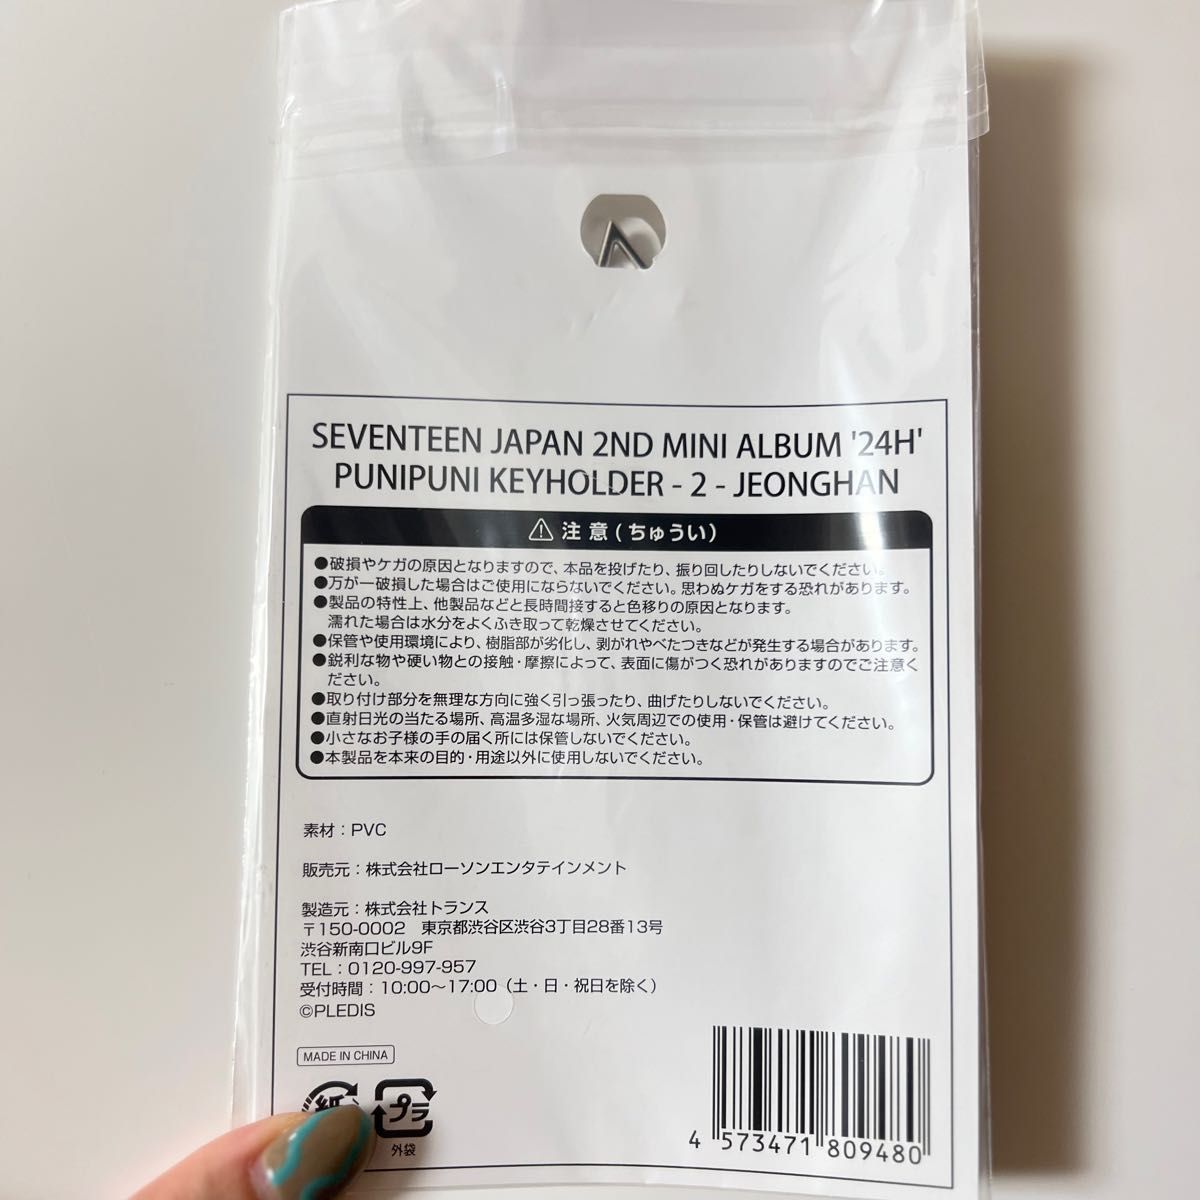 SEVENTEEN JAPAN 2ND MINI ALBUM '24H'
PUNIPUNI KEYHOLDER - 2 - JEONGHAN
⚠ 注意(ちゅうい)
●破損やケガの原因となりますので、本品を投げたり、振り回したりしないでください。
●万が一破損した場合はご使用にならないでください。思わぬケガをする恐れがあります。
●製品の特性上、他製品などと長時間接すると色移りの原因となります。
濡れた場合は水分をよくふき取って乾燥させてください。
●保管や使用環境により、樹脂部が劣化し、剥がれやべたつきなどが発生する場合があります。
●鋭利な物や硬い物との接触・摩擦によって、表面に傷がつく恐れがありますのでご注意く
ださい。
●取り付け部分を無理な方向に強く引っ張ったり、曲げたりしないでください。
●直射日光の当たる場所、高温多湿な場所、火気周辺での使用・保管は避けてください。
●小さなお子様の手の届く所には保管しないでください。
●本製品を本来の目的・用途以外に使用しないでください。
素材：PVC
販売元：株式会社ローソンエンタテインメント
製造元：株式会社トランス
〒150-0002　東京都渋谷区渋谷3丁目28番13号
渋谷新南口ビル9F
TEL：0120-997-957
受付時間：10:00～17:00（土・日・祝日を除く）
©PLEDIS
MADE IN CHINA
紙
プラ
外袋
4 573471 809480